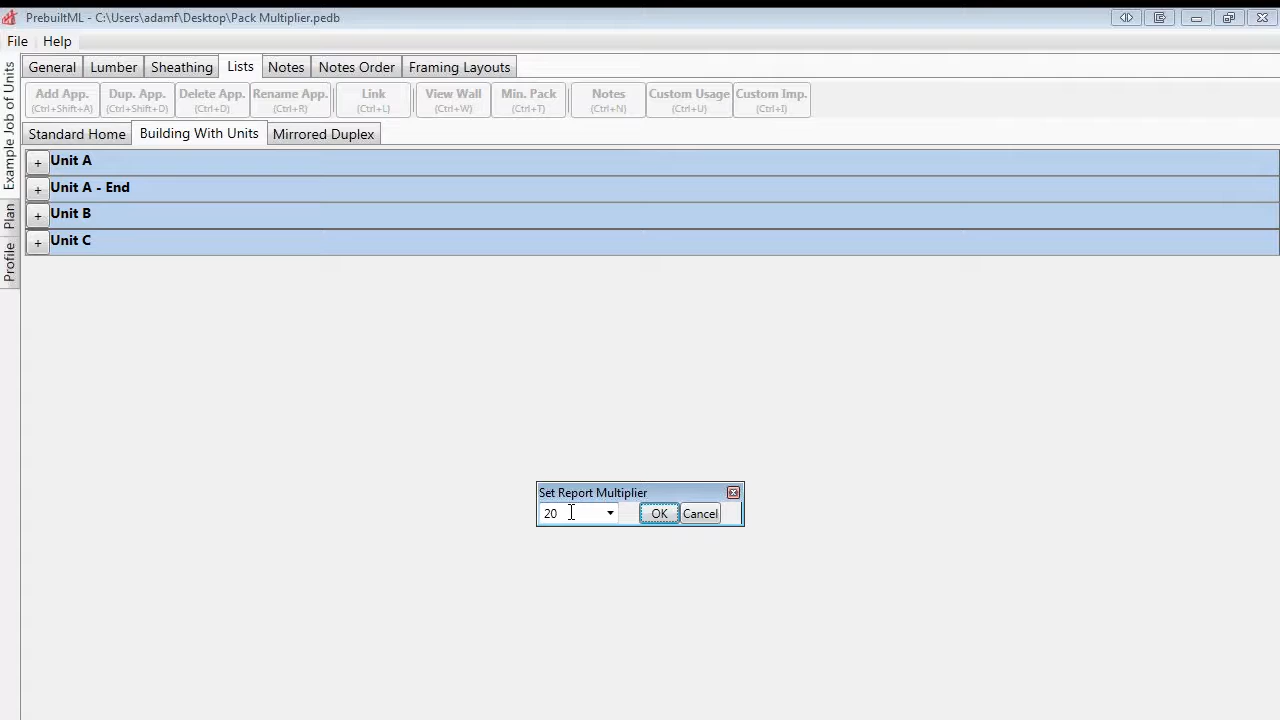 PrebuiltML - C:\Users\adamf\Desktop\Pack Multiplier.pedb
File Help
General Lumber Sheathing Lists Notes Notes Order Framing Layouts
Add App. Dup. App. Delete App. Rename App. Link View Wall Min. Pack Notes Custom Usage Custom Imp.
(Ctrl+Shift+A) (Ctrl+Shift+D) (Ctrl+D) (Ctrl+R) (Ctrl+L) (Ctrl+W) (Ctrl+T) (Ctrl+N) (Ctrl+U) (Ctrl+I)
Standard Home Building With Units Mirrored Duplex
Example Job of Units
Plan
Profile
+ Unit A
+ Unit A - End
+ Unit B
+ Unit C
Set Report Multiplier
20 OK Cancel